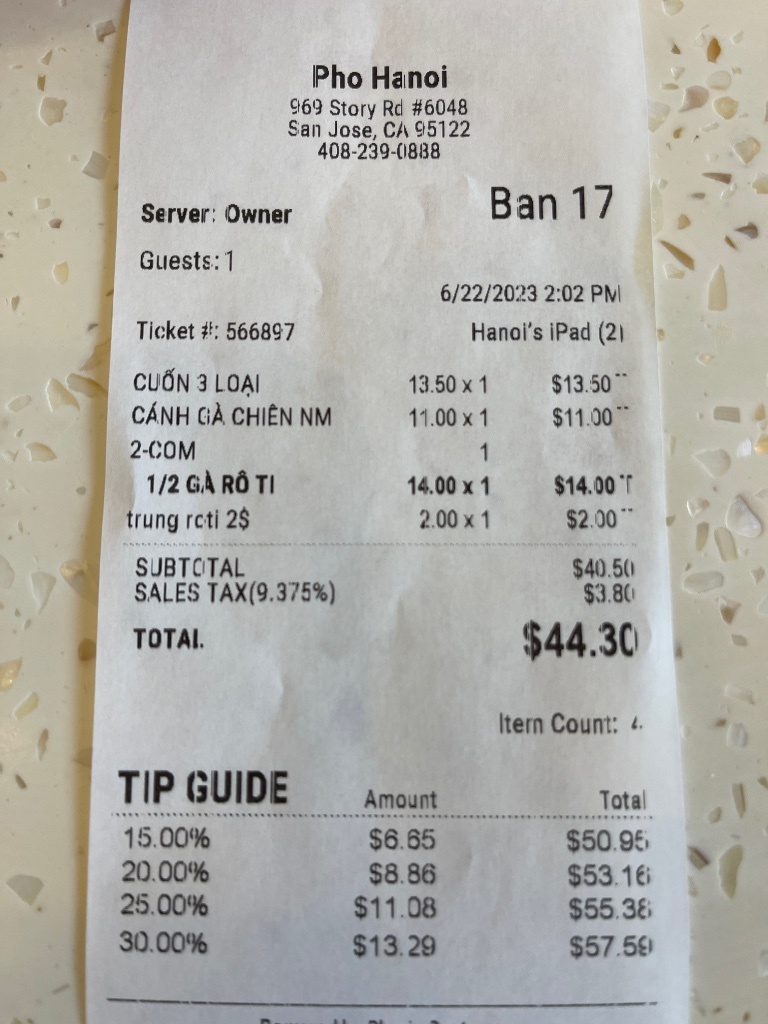 Pho Hanoi
969 Story Rd #6048
San Jose, CA 95122
408-239-0888
Server: Owner
Ban 17
Guests: 1
6/22/2023 2:02 PM
Ticket #: 566897
Hanoi's iPad (2)
CUỐN 3 LOẠI 13.50 x 1 $13.50
CÁNH GÀ CHIÊN NM 11.00 x 1 $11.00
2-COM 1
1/2 GÀ RÔ TI 14.00 x 1 $14.00 T
trung roti 2$ 2.00 x 1 $2.00
SUBTOTAL $40.50
SALES TAX(9.375%) $3.80
TOTAL $44.30
Item Count:
TIP GUIDE Amount Total
15.00% $6.65 $50.95
20.00% $8.86 $53.16
25.00% $11.08 $55.38
30.00% $13.29 $57.59